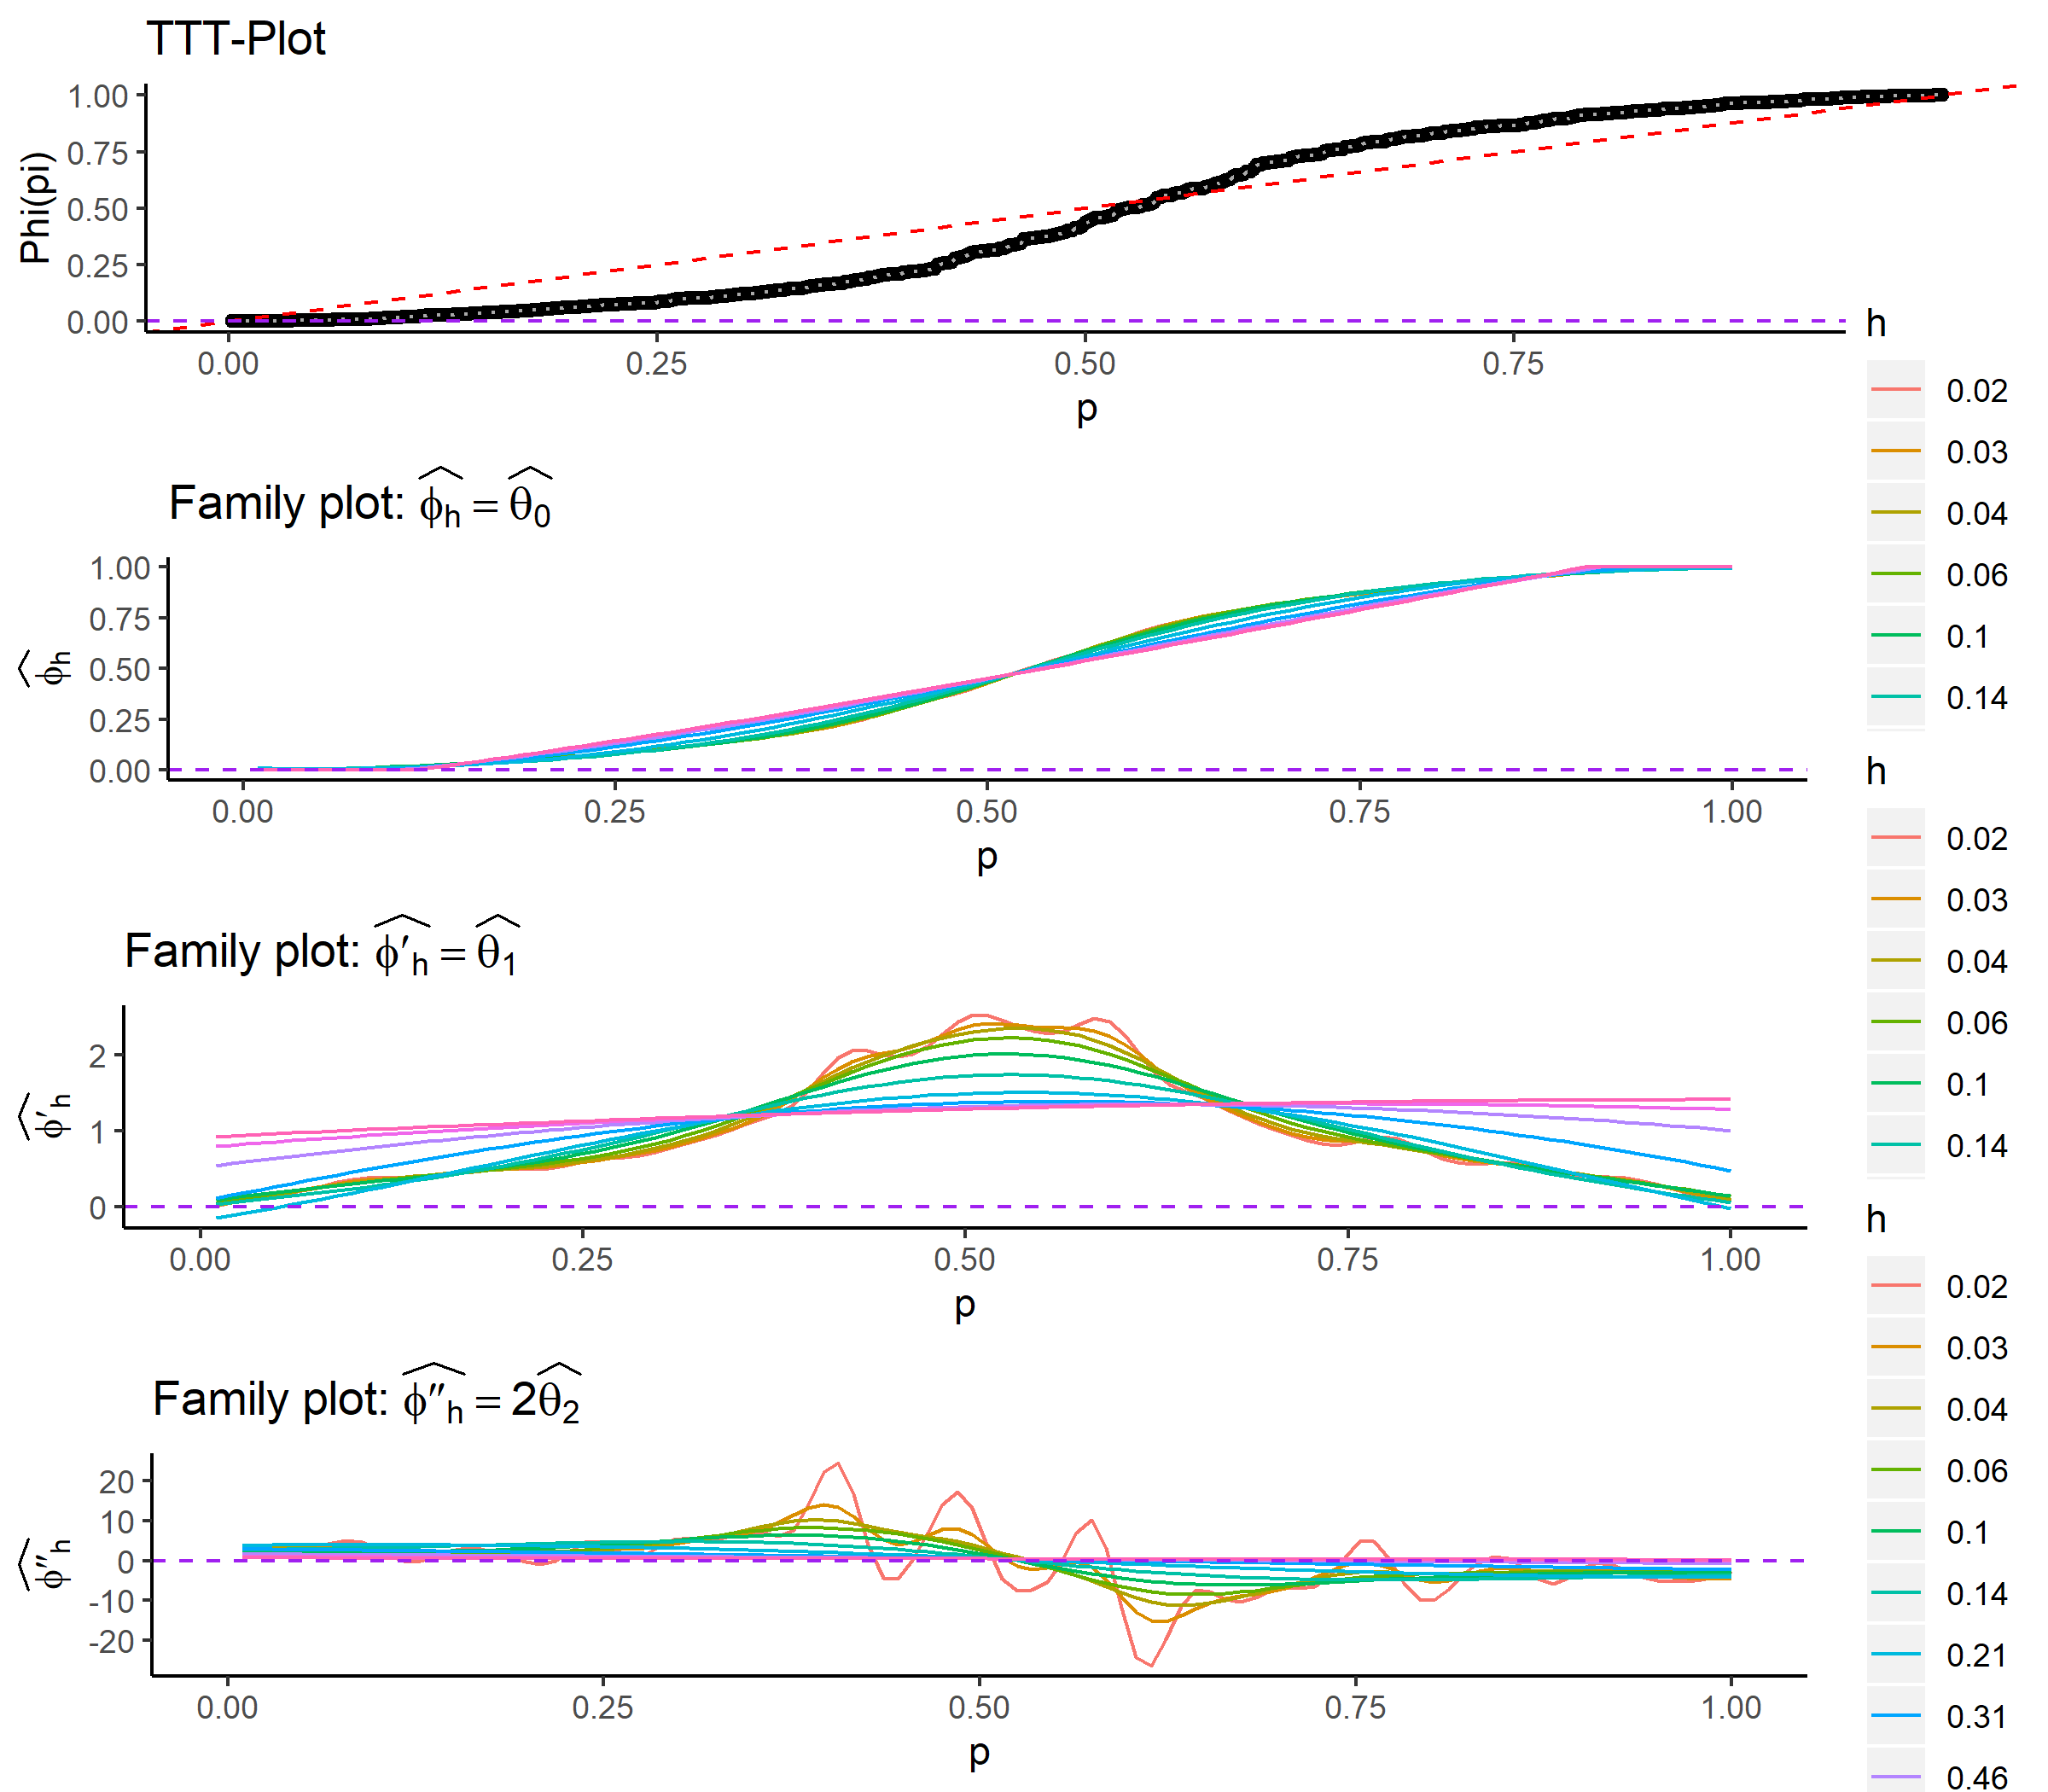 TTT-Plot
Phi(pi)
1.00
0.75
0.50
0.25
0.00
0.00 0.25 0.50 0.75
p
h
0.02
0.03
0.04
0.06
0.1
0.14
Family plot: ϕ̂h = θ̂0
ϕ̂h
1.00
0.75
0.50
0.25
0.00
0.00 0.25 0.50 0.75 1.00
p
h
0.02
0.03
0.04
0.06
0.1
0.14
Family plot: ϕ̂′h = θ̂1
ϕ̂′h
2
1
0
0.00 0.25 0.50 0.75 1.00
p
h
0.02
0.03
0.04
0.06
0.1
0.14
0.21
0.31
0.46
Family plot: ϕ̂″h = 2θ̂2
ϕ̂″h
20
10
0
-10
-20
0.00 0.25 0.50 0.75 1.00
p